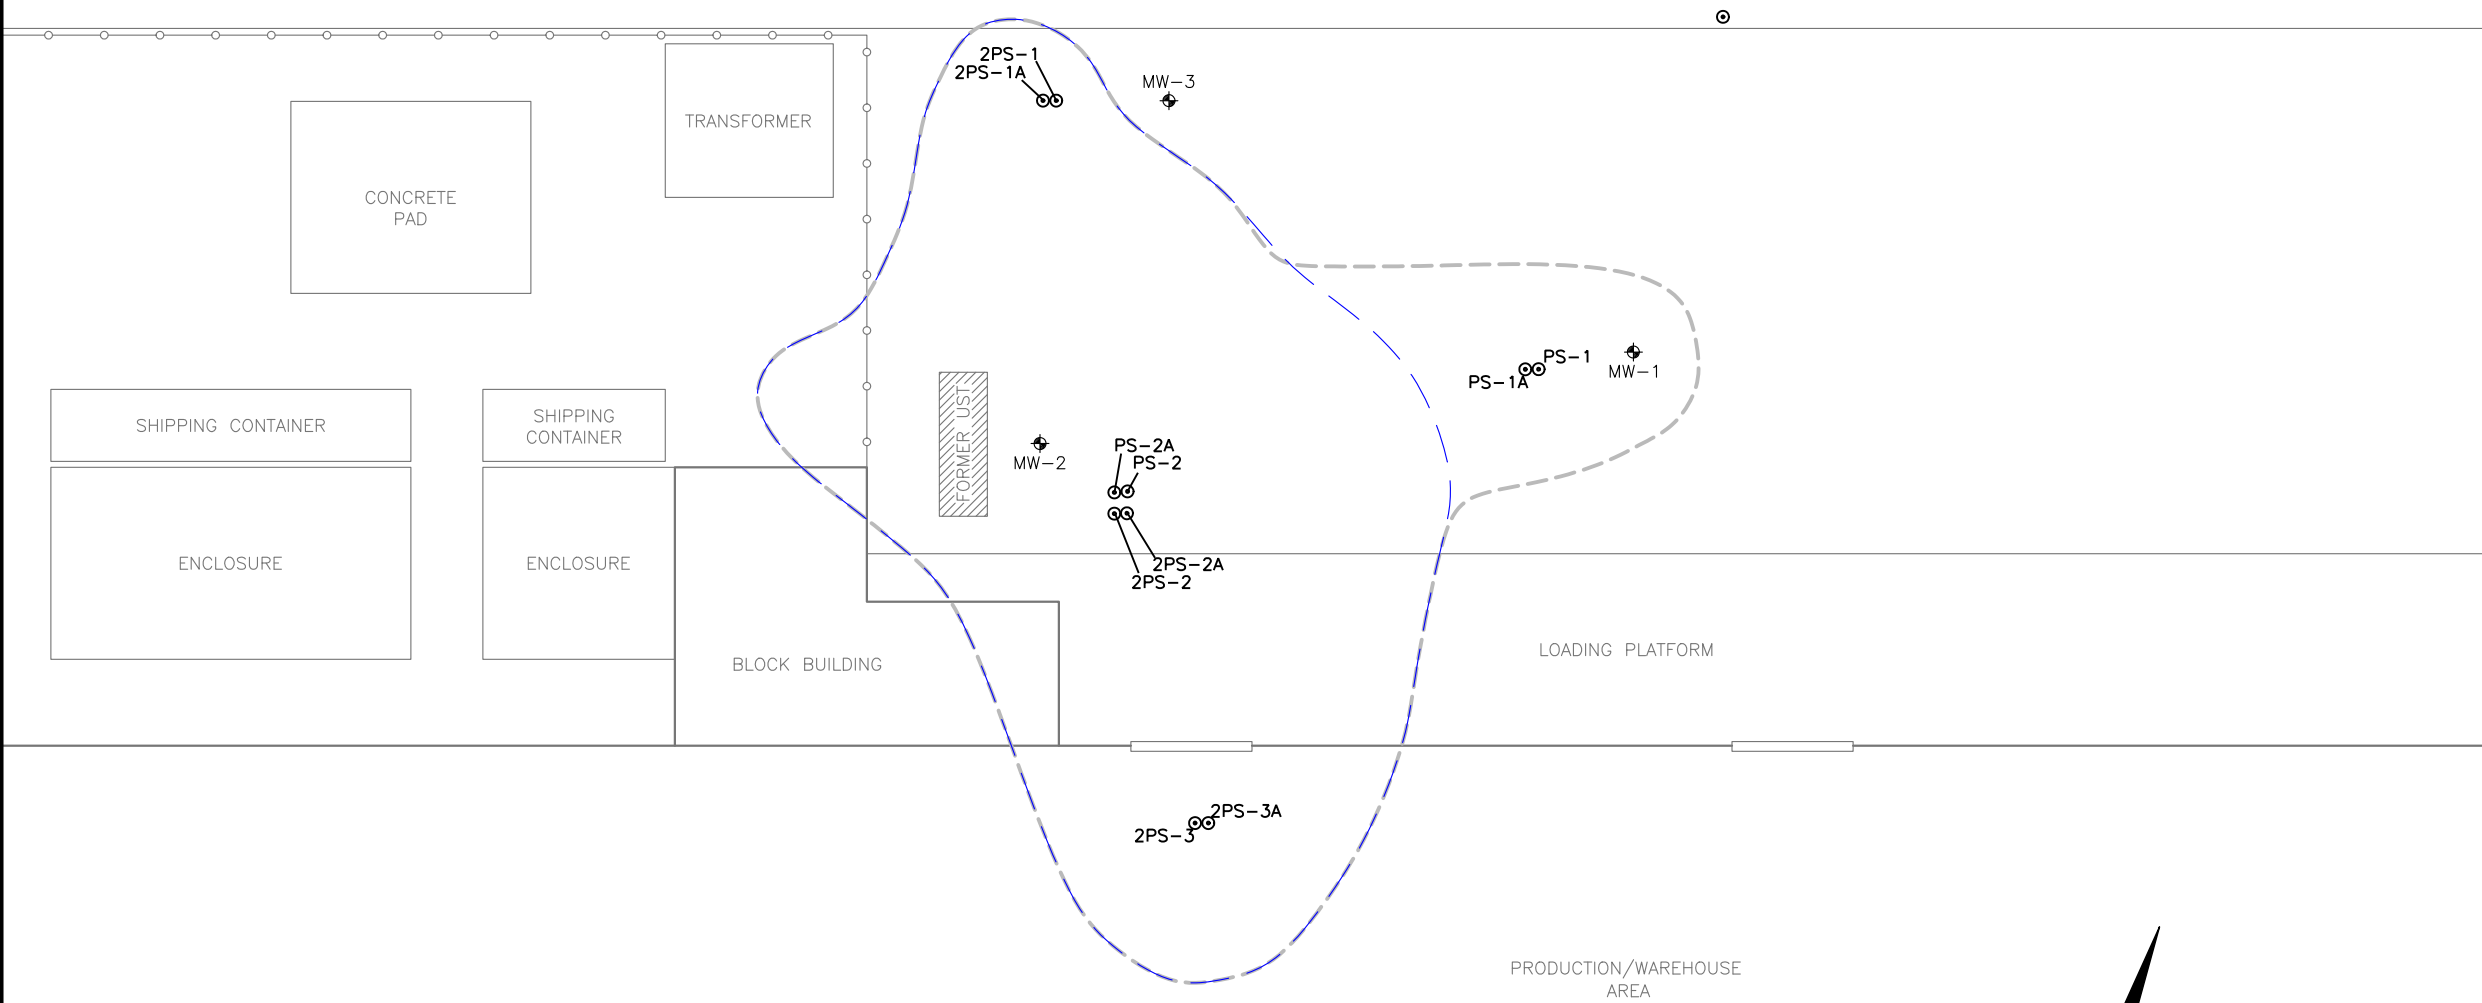 2PS-1
2PS-1A
MW-3
TRANSFORMER
CONCRETE
PAD
PS-1
PS-1A
MW-1
SHIPPING CONTAINER
SHIPPING
CONTAINER
FORMER UST
MW-2
PS-2A
PS-2
ENCLOSURE
ENCLOSURE
2PS-2A
2PS-2
BLOCK BUILDING
LOADING PLATFORM
2PS-3A
2PS-3
PRODUCTION/WAREHOUSE
AREA